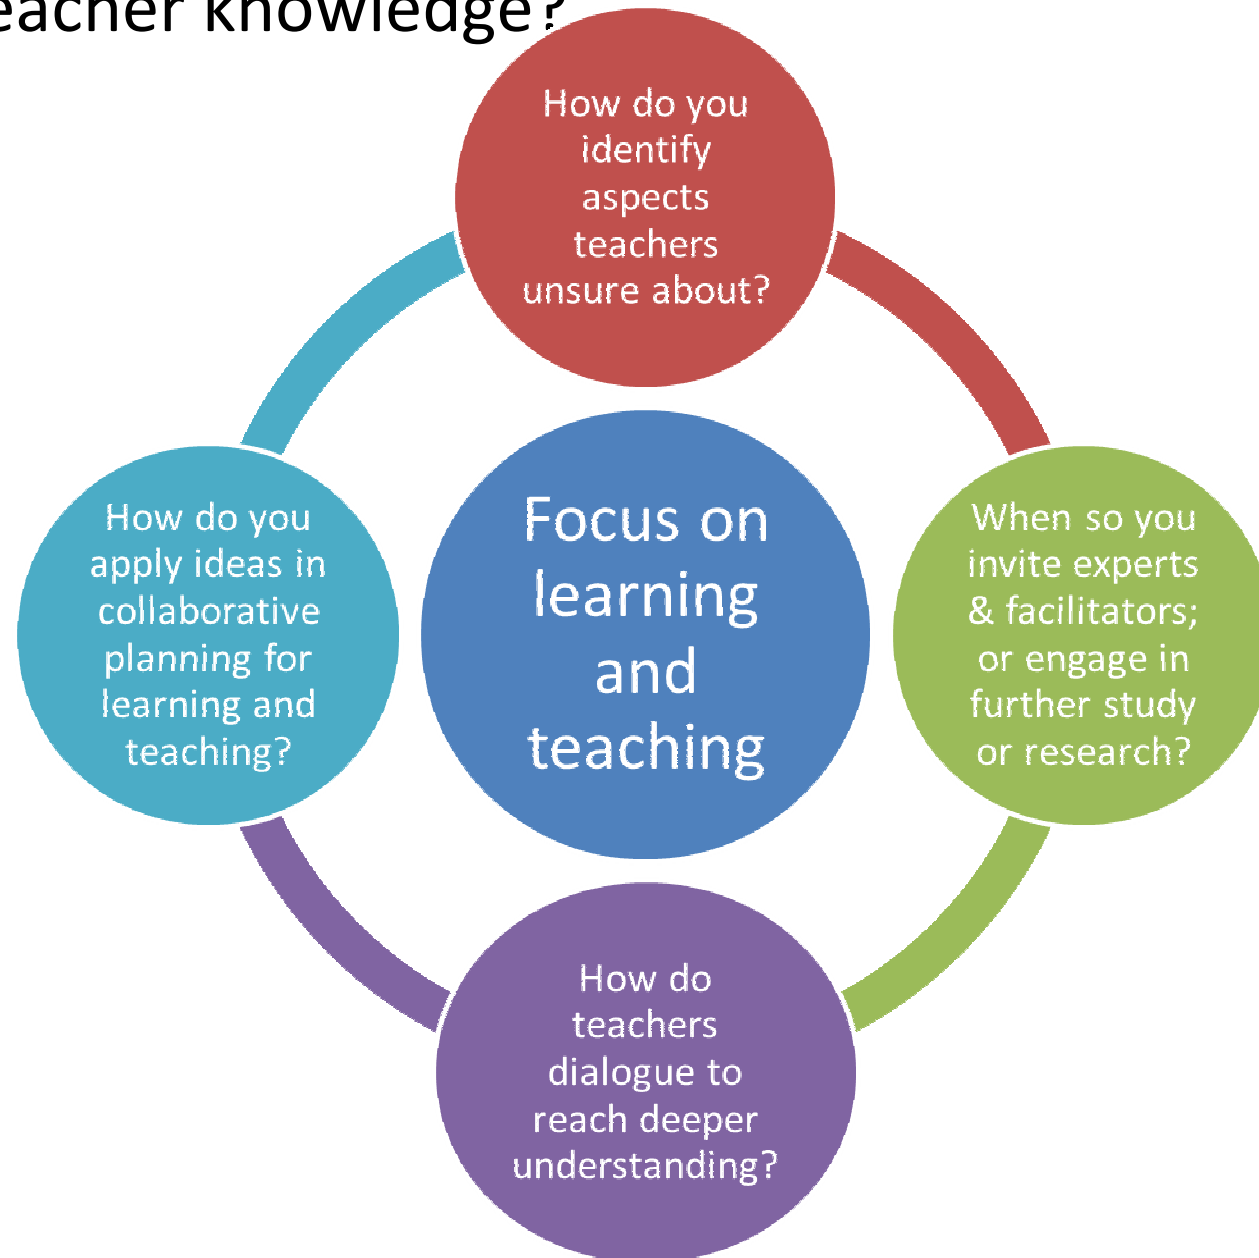 eacher knowledge?
How do you
identify
aspects
teachers
unsure about?
When so you
invite experts
& facilitators;
or engage in
further study
or research?
How do
teachers
dialogue to
reach deeper
understanding?
How do you
apply ideas in
collaborative
planning for
learning and
teaching?
Focus on
learning
and
teaching